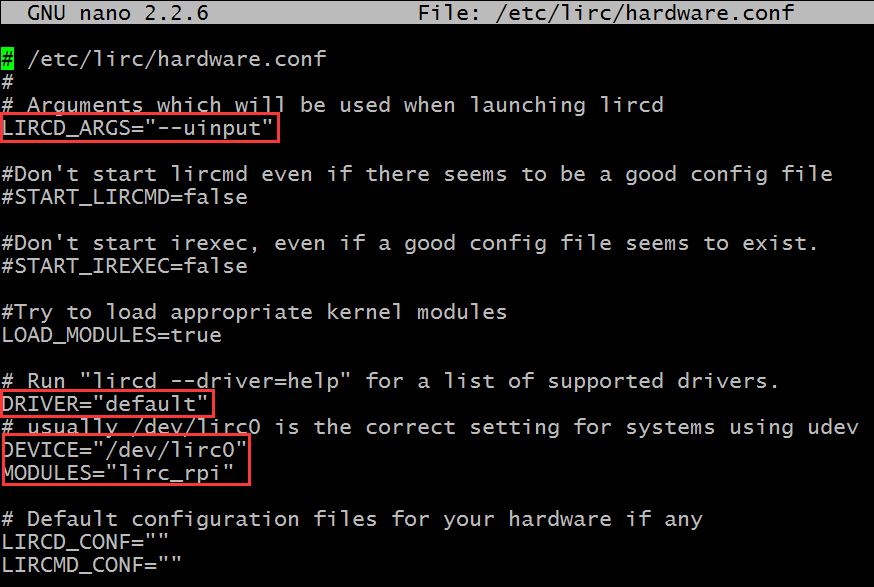 GNU nano 2.2.6 File: /etc/lirc/hardware.conf
# /etc/lirc/hardware.conf
#
# Arguments which will be used when launching lircd
LIRCD_ARGS="--uinput"
#Don't start lircmd even if there seems to be a good config file
#START_LIRCMD=false
#Don't start irexec, even if a good config file seems to exist.
#START_IREXEC=false
#Try to load appropriate kernel modules
LOAD_MODULES=true
# Run "lircd --driver=help" for a list of supported drivers.
DRIVER="default"
# usually /dev/lirc0 is the correct setting for systems using udev
DEVICE="/dev/lirc0"
MODULES="lirc_rpi"
# Default configuration files for your hardware if any
LIRCD_CONF=""
LIRCMD_CONF=""